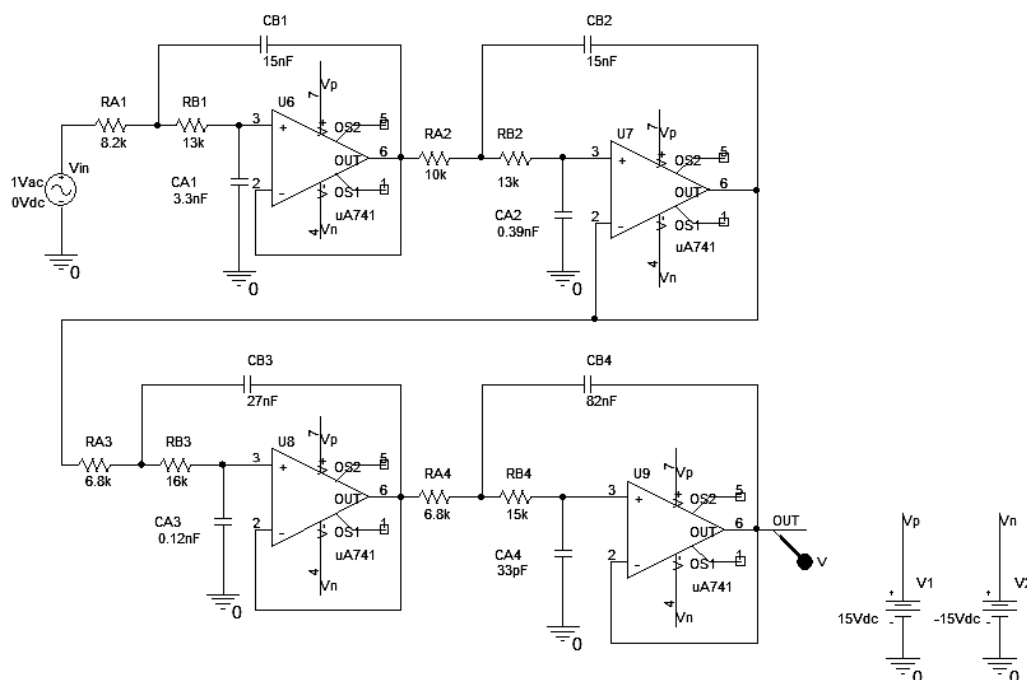 CB1
15nF
CB2
15nF
RA1
8.2k
RB1
13k
U6
7
Vp
3
+
OS2
5
OUT
6
2
-
OS1
1
uA741
4
Vn
CA1
3.3nF
0
1Vac
0Vdc
Vin
+
-
0
RA2
10k
RB2
13k
U7
7
Vp
3
+
OS2
5
OUT
6
2
-
OS1
1
uA741
4
Vn
CA2
0.39nF
0
CB3
27nF
CB4
82nF
RA3
6.8k
RB3
16k
U8
7
Vp
3
+
OS2
5
OUT
6
2
-
OS1
1
uA741
4
Vn
CA3
0.12nF
0
RA4
6.8k
RB4
15k
U9
7
Vp
3
+
OS2
5
OUT
6
2
-
OS1
1
uA741
4
Vn
CA4
33pF
0
OUT
V
Vp
V1
+
-
15Vdc
0
Vn
V2
+
-
-15Vdc
0